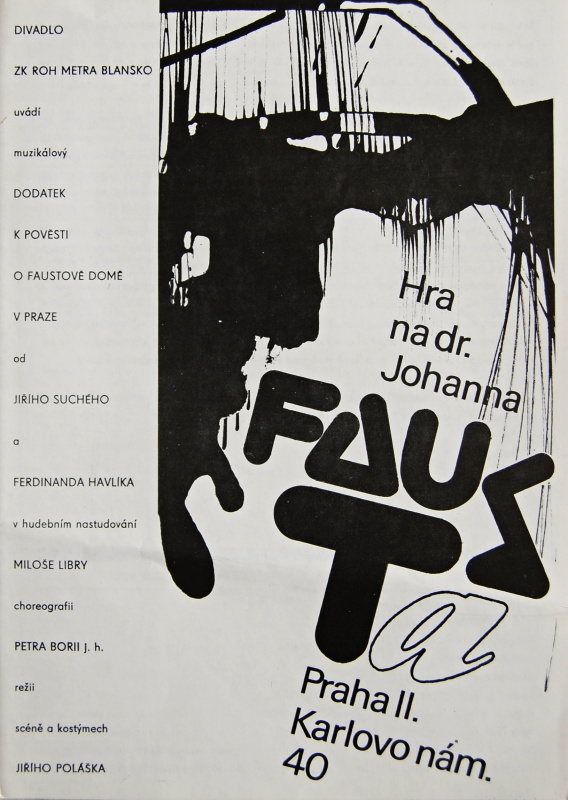 DIVADLO
ZK ROH METRA BLANSKO
uvádí
muzikálový
DODATEK
K POVĚSTI
O FAUSTOVĚ DOMĚ
V PRAZE
od
JIŘÍHO SUCHÉHO
a
FERDINANDA HAVLÍKA
v hudebním nastudování
MILOŠE LIBRY
choreografii
PETRA BORII j. h.
režii
scéně a kostýmech
JIŘÍHO POLÁŠKA
Hra
na dr.
Johanna
FAUS
T
a
Praha II.
Karlovo nám.
40